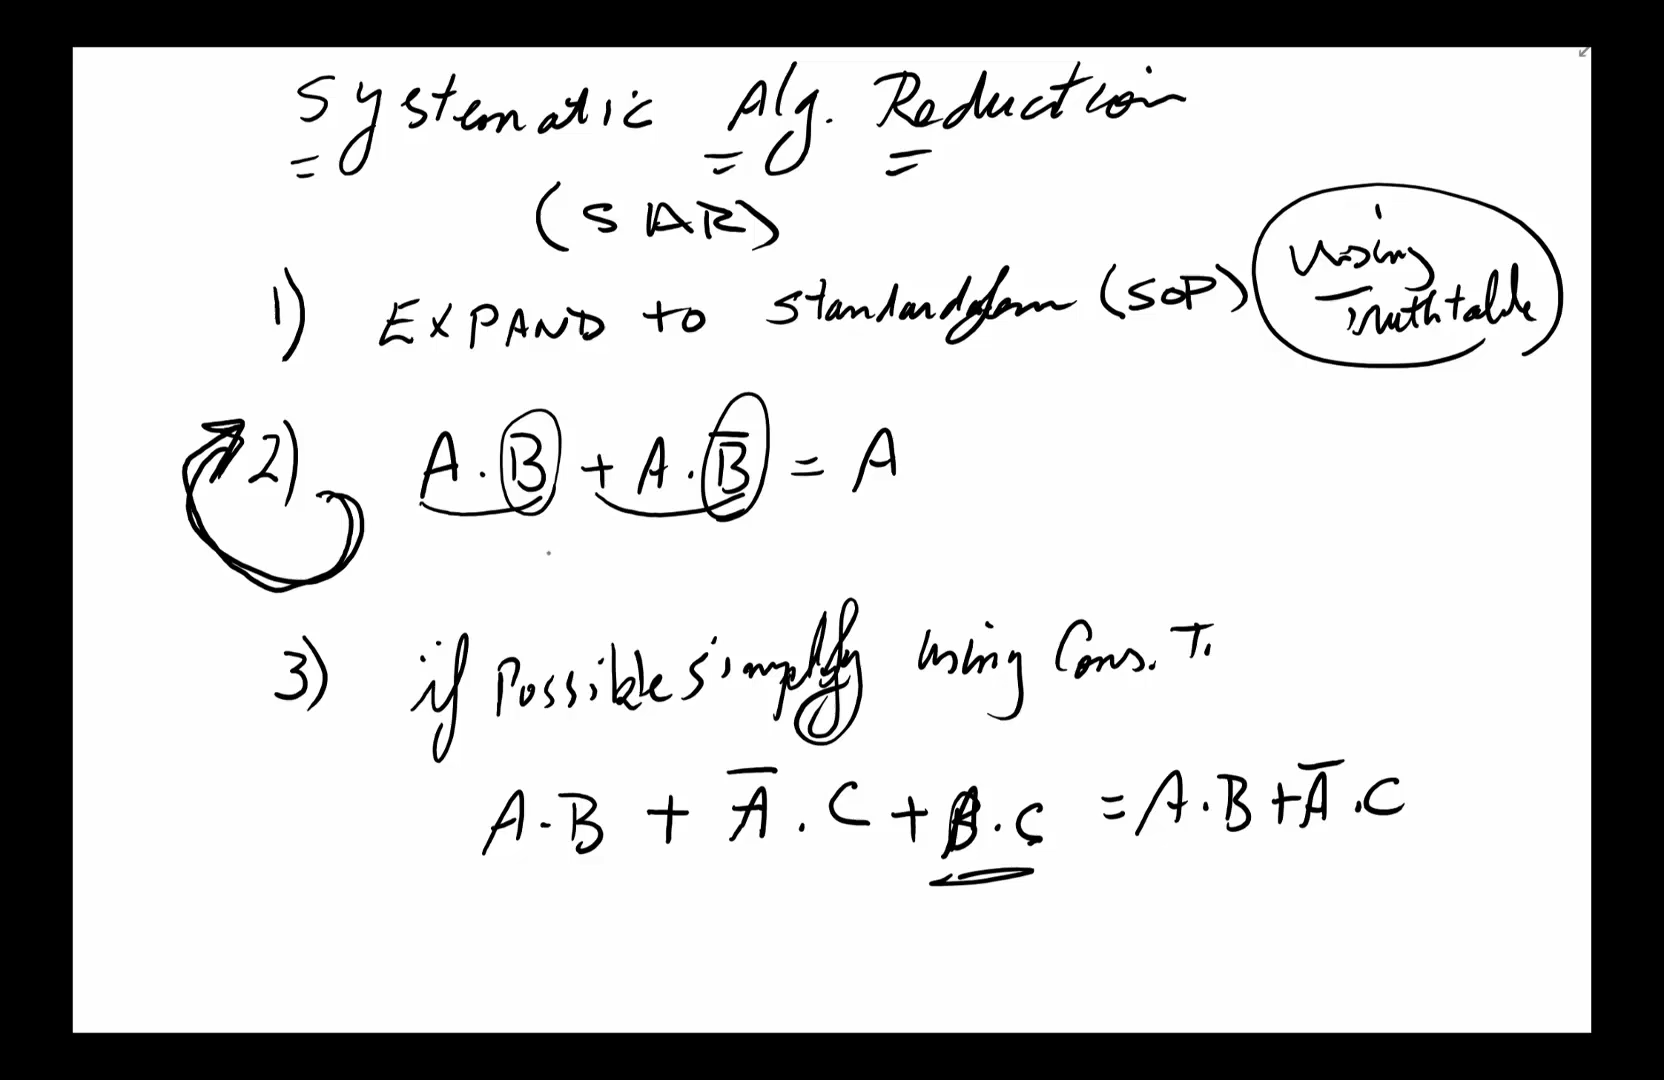 Systematic Alg. Reduction
(SAR)
1) EXPAND to standard form (SOP) using truth table
2) A · B + A · B̅ = A
3) if Possible simplify using Cons. T.
A · B + A̅ · C + B · C = A · B + A̅ · C